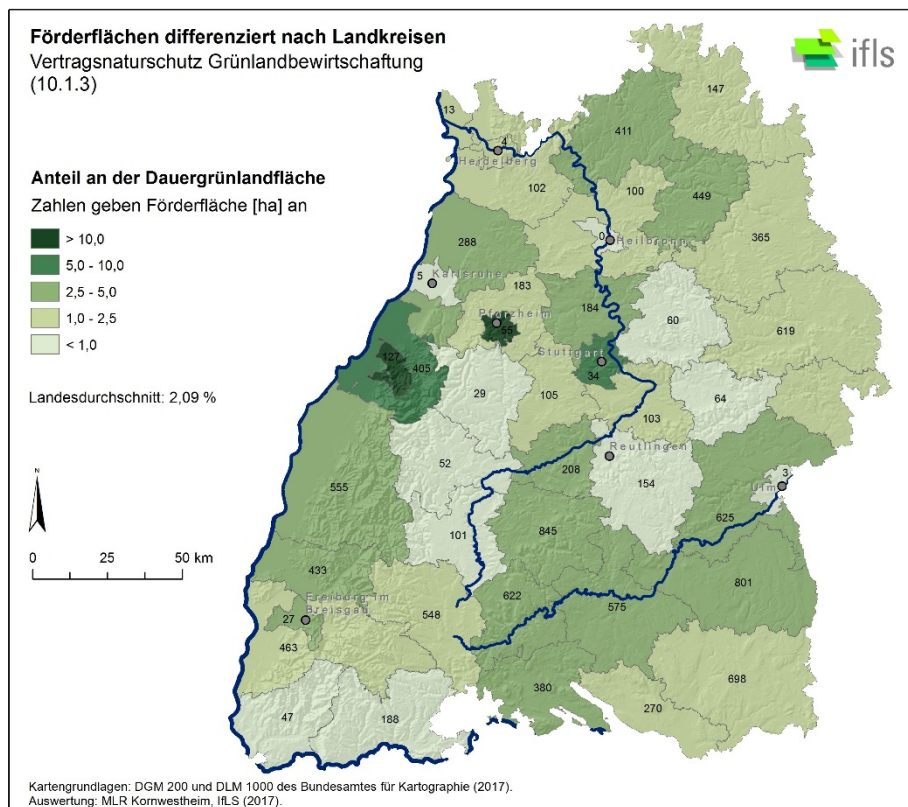 Förderflächen differenziert nach Landkreisen
Vertragsnaturschutz Grünlandbewirtschaftung
(10.1.3)
ifls
Anteil an der Dauergrünlandfläche
Zahlen geben Förderfläche [ha] an
> 10,0
5,0 - 10,0
2,5 - 5,0
1,0 - 2,5
< 1,0
Landesdurchschnitt: 2,09 %
N
0 25 50 km
147
13
411
4
Heidelberg
102
100
449
0
Heilbronn
365
288
5
Karlsruhe
183
184
Pforzheim
55
60
619
127
405
Stuttgart
34
29
105
64
103
52
208
Reutlingen
154
3
Ulm
555
101
845
625
433
622
575
801
Freiburg im
Breisgau
27
548
463
698
380
270
47
188
Kartengrundlagen: DGM 200 und DLM 1000 des Bundesamtes für Kartographie (2017).
Auswertung: MLR Kornwestheim, IfLS (2017).